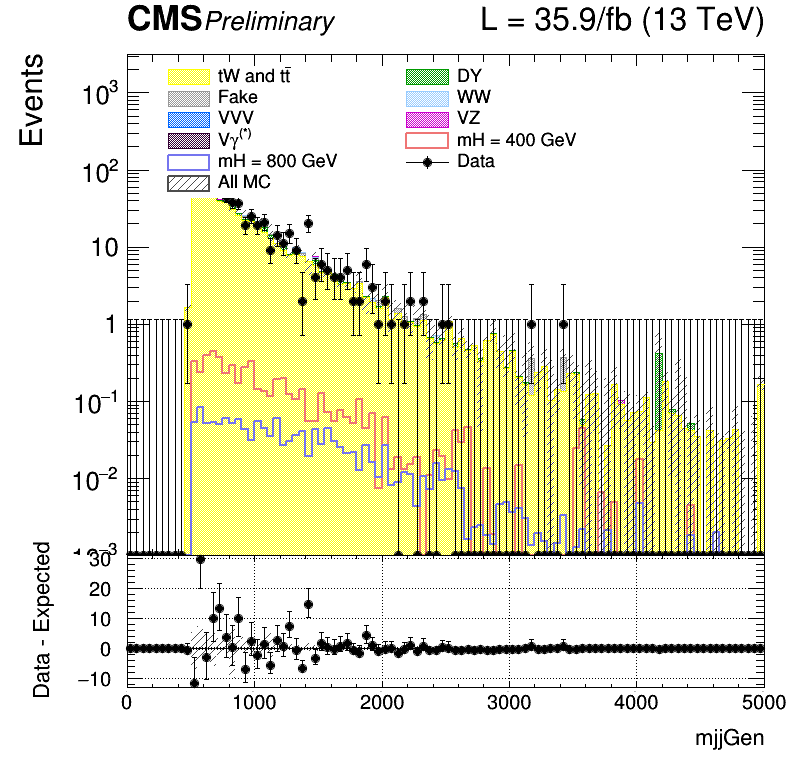 CMS Preliminary L = 35.9/fb (13 TeV)
Events
10³
10²
10
1
10⁻¹
10⁻²
tW and tt̄
DY
Fake
WW
VVV
VZ
Vγ⁽*⁾
mH = 400 GeV
mH = 800 GeV
Data
All MC
Data - Expected
30
20
10
0
−10
0 1000 2000 3000 4000 5000
mjjGen